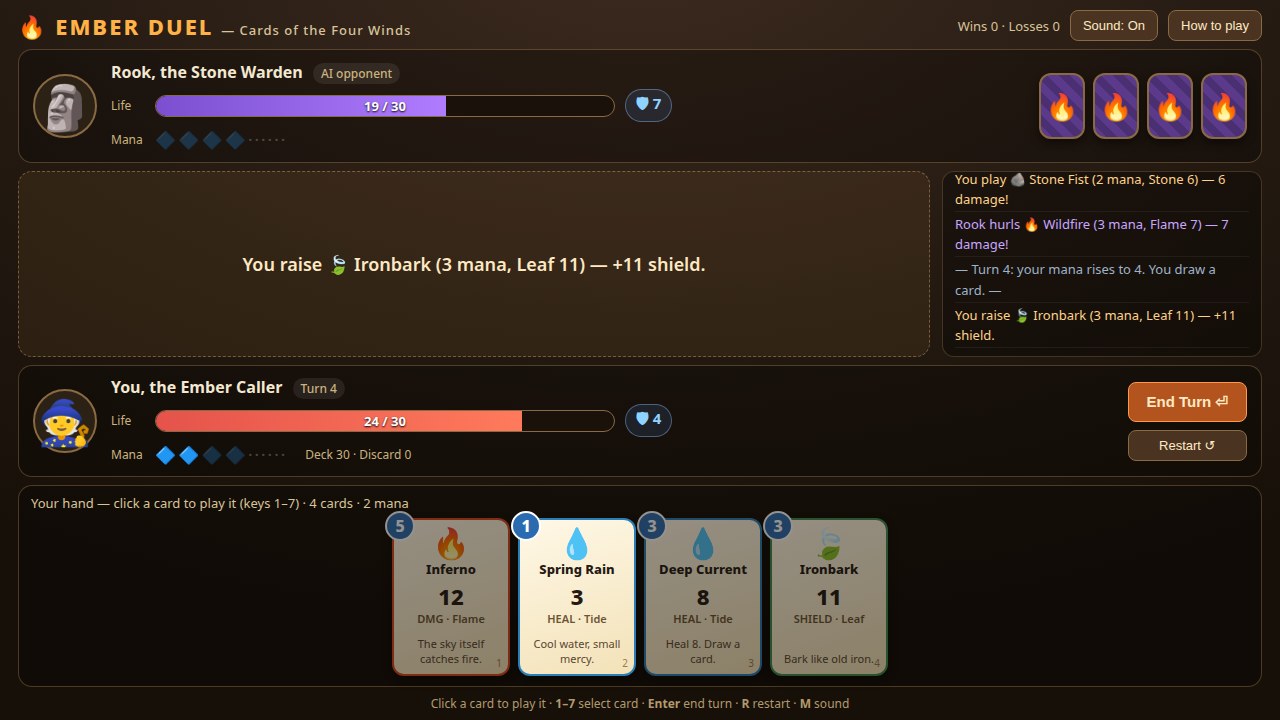 EMBER DUEL — Cards of the Four Winds
Wins 0 · Losses 0
Sound: On
How to play
Rook, the Stone Warden
AI opponent
Life
19 / 30
7
Mana
You raise Ironbark (3 mana, Leaf 11) — +11 shield.
You play Stone Fist (2 mana, Stone 6) — 6
damage!
Rook hurls Wildfire (3 mana, Flame 7) — 7
damage!
— Turn 4: your mana rises to 4. You draw a
card. —
You raise Ironbark (3 mana, Leaf 11) — +11
shield.
You, the Ember Caller
Turn 4
Life
24 / 30
4
Mana
Deck 30 · Discard 0
End Turn ⏎
Restart ↺
Your hand — click a card to play it (keys 1–7) · 4 cards · 2 mana
5
Inferno
12
DMG · Flame
The sky itself
catches fire.
1
1
Spring Rain
3
HEAL · Tide
Cool water, small
mercy.
2
3
Deep Current
8
HEAL · Tide
Heal 8. Draw a
card.
3
3
Ironbark
11
SHIELD · Leaf
Bark like old iron.
4
Click a card to play it · 1–7 select card · Enter end turn · R restart · M sound